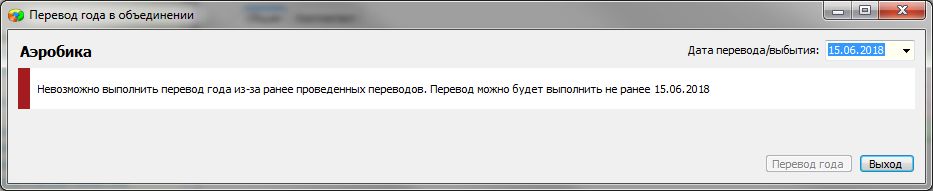 Перевод года в объединении
Аэробика
Дата перевода/выбытия: 15.06.2018
Невозможно выполнить перевод года из-за ранее проведенных переводов. Перевод можно будет выполнить не ранее 15.06.2018
Перевод года Выход